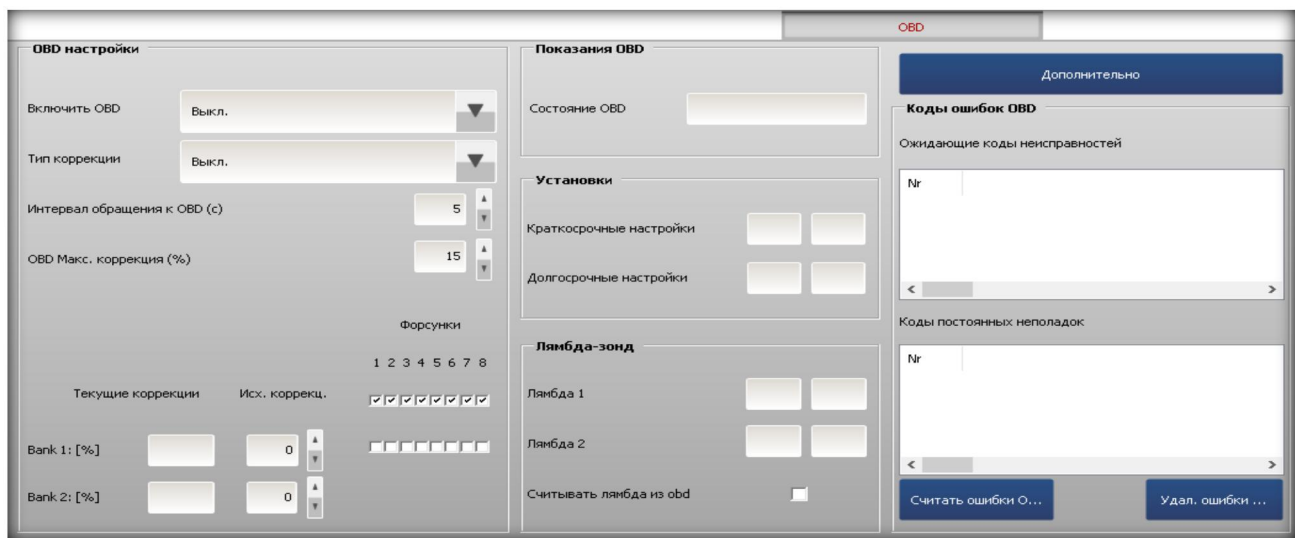 OBD
OBD настройки
Включить OBD
Выкл.
Тип коррекции
Выкл.
Интервал обращения к OBD (с)
5
OBD Макс. коррекция (%)
15
Форсунки
1 2 3 4 5 6 7 8
Текущие коррекции
Исх. коррекц.
Bank 1: [%]
0
Bank 2: [%]
0
Показания OBD
Состояние OBD
Установки
Краткосрочные настройки
Долгосрочные настройки
Лямбда-зонд
Лямбда 1
Лямбда 2
Считывать лямбда из obd
Дополнительно
Коды ошибок OBD
Ожидающие коды неисправностей
Nr
Коды постоянных неполадок
Nr
Считать ошибки O...
Удал. ошибки ...